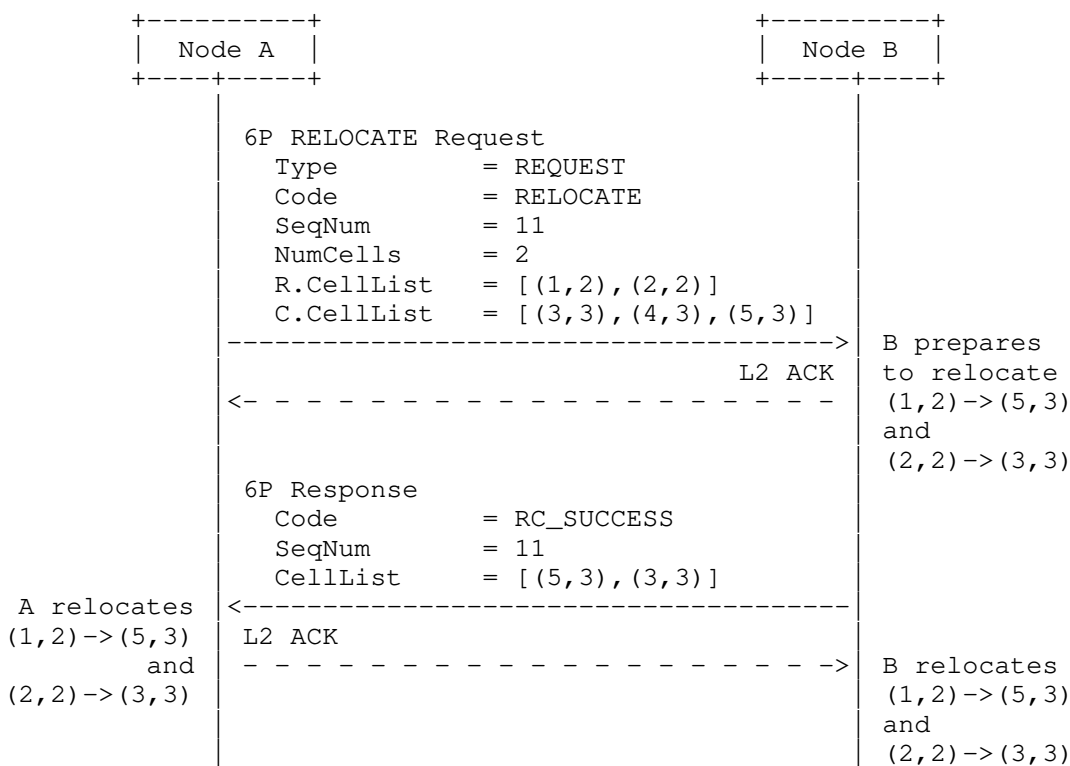 Node A
Node B
6P RELOCATE Request
Type = REQUEST
Code = RELOCATE
SeqNum = 11
NumCells = 2
R.CellList = [(1,2),(2,2)]
C.CellList = [(3,3),(4,3),(5,3)]
B prepares
L2 ACK
to relocate
(1,2)->(5,3)
and
(2,2)->(3,3)
6P Response
Code = RC_SUCCESS
SeqNum = 11
CellList = [(5,3),(3,3)]
A relocates
(1,2)->(5,3)
L2 ACK
and
(2,2)->(3,3)
B relocates
(1,2)->(5,3)
and
(2,2)->(3,3)